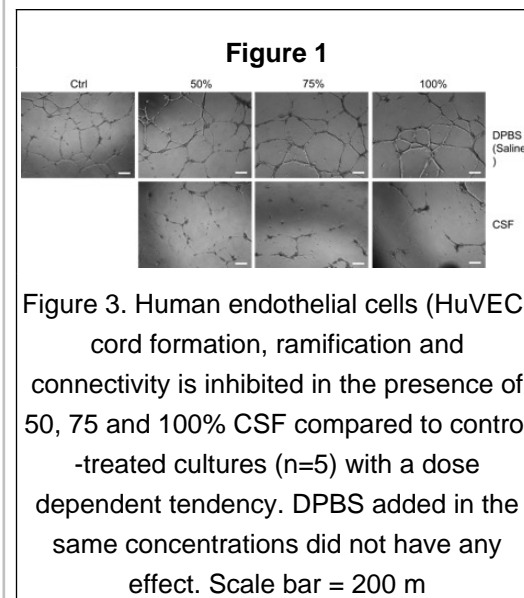 Figure 1
Ctrl 50% 75% 100%
DPBS
(Saline
)
CSF
Figure 3. Human endothelial cells (HuVEC
cord formation, ramification and
connectivity is inhibited in the presence of
50, 75 and 100% CSF compared to contro
-treated cultures (n=5) with a dose
dependent tendency. DPBS added in the
same concentrations did not have any
effect. Scale bar = 200 m